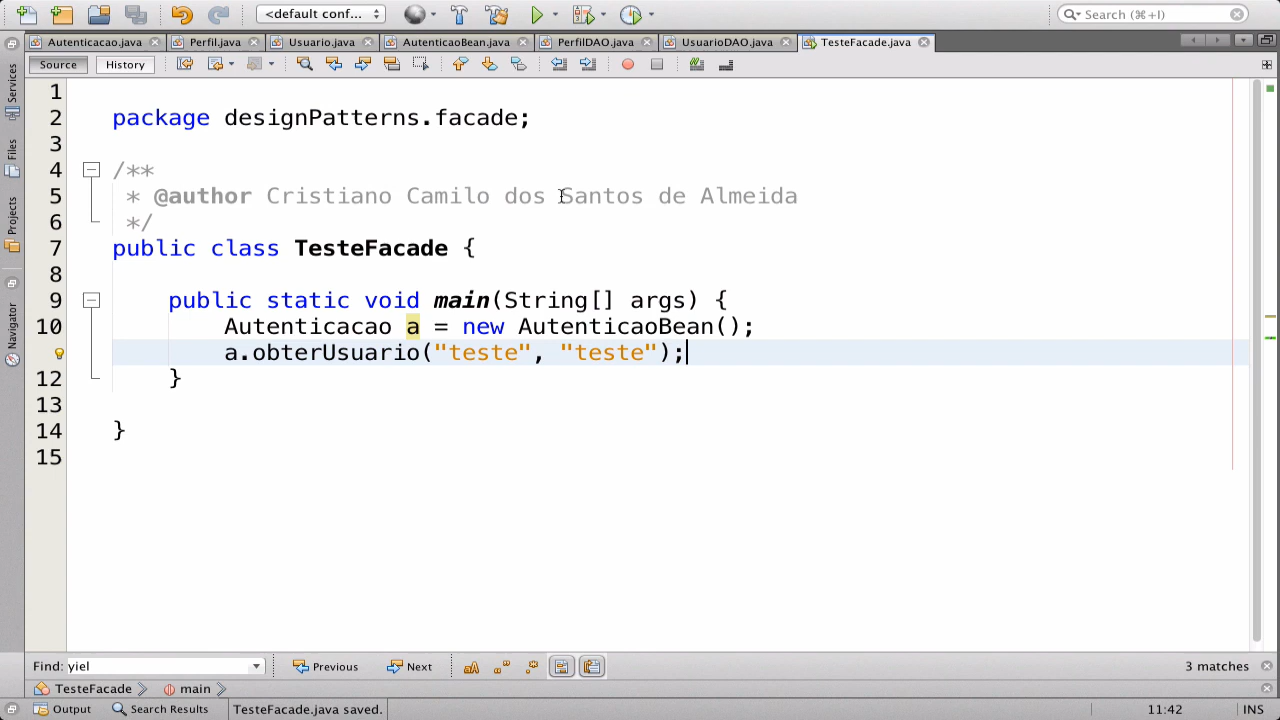 <default conf...
Search (⌘+I)
Autenticacao.java
Perfil.java
Usuario.java
AutenticaoBean.java
PerfilDAO.java
UsuarioDAO.java
TesteFacade.java
Source
History
Services
Files
Projects
Navigator
1
2 package designPatterns.facade;
3
4 /**
5 * @author Cristiano Camilo dos Santos de Almeida
6 */
7 public class TesteFacade {
8
9 public static void main(String[] args) {
10 Autenticacao a = new AutenticaoBean();
a.obterUsuario("teste", "teste");
12 }
13
14 }
15
Find: yiel
Previous
Next
3 matches
TesteFacade
main
Output
Search Results
TesteFacade.java saved.
11:42
INS